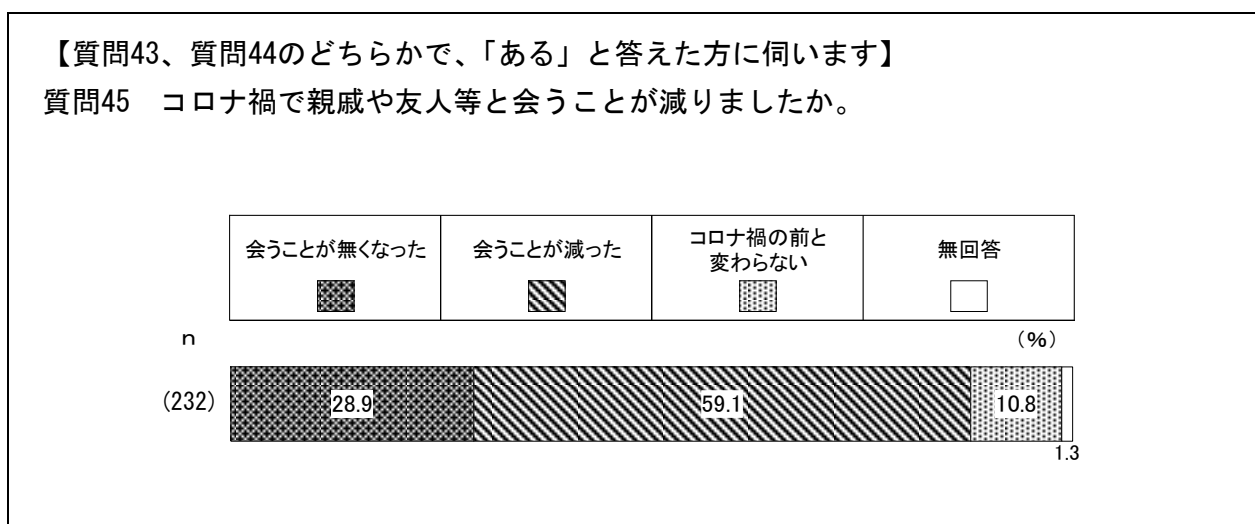 【質問43、質問44のどちらかで、「ある」と答えた方に伺います】
質問45　コロナ禍で親戚や友人等と会うことが減りましたか。
会うことが無くなった
会うことが減った
コロナ禍の前と
変わらない
無回答
ｎ
（％）
(232)
28.9
59.1
10.8
1.3